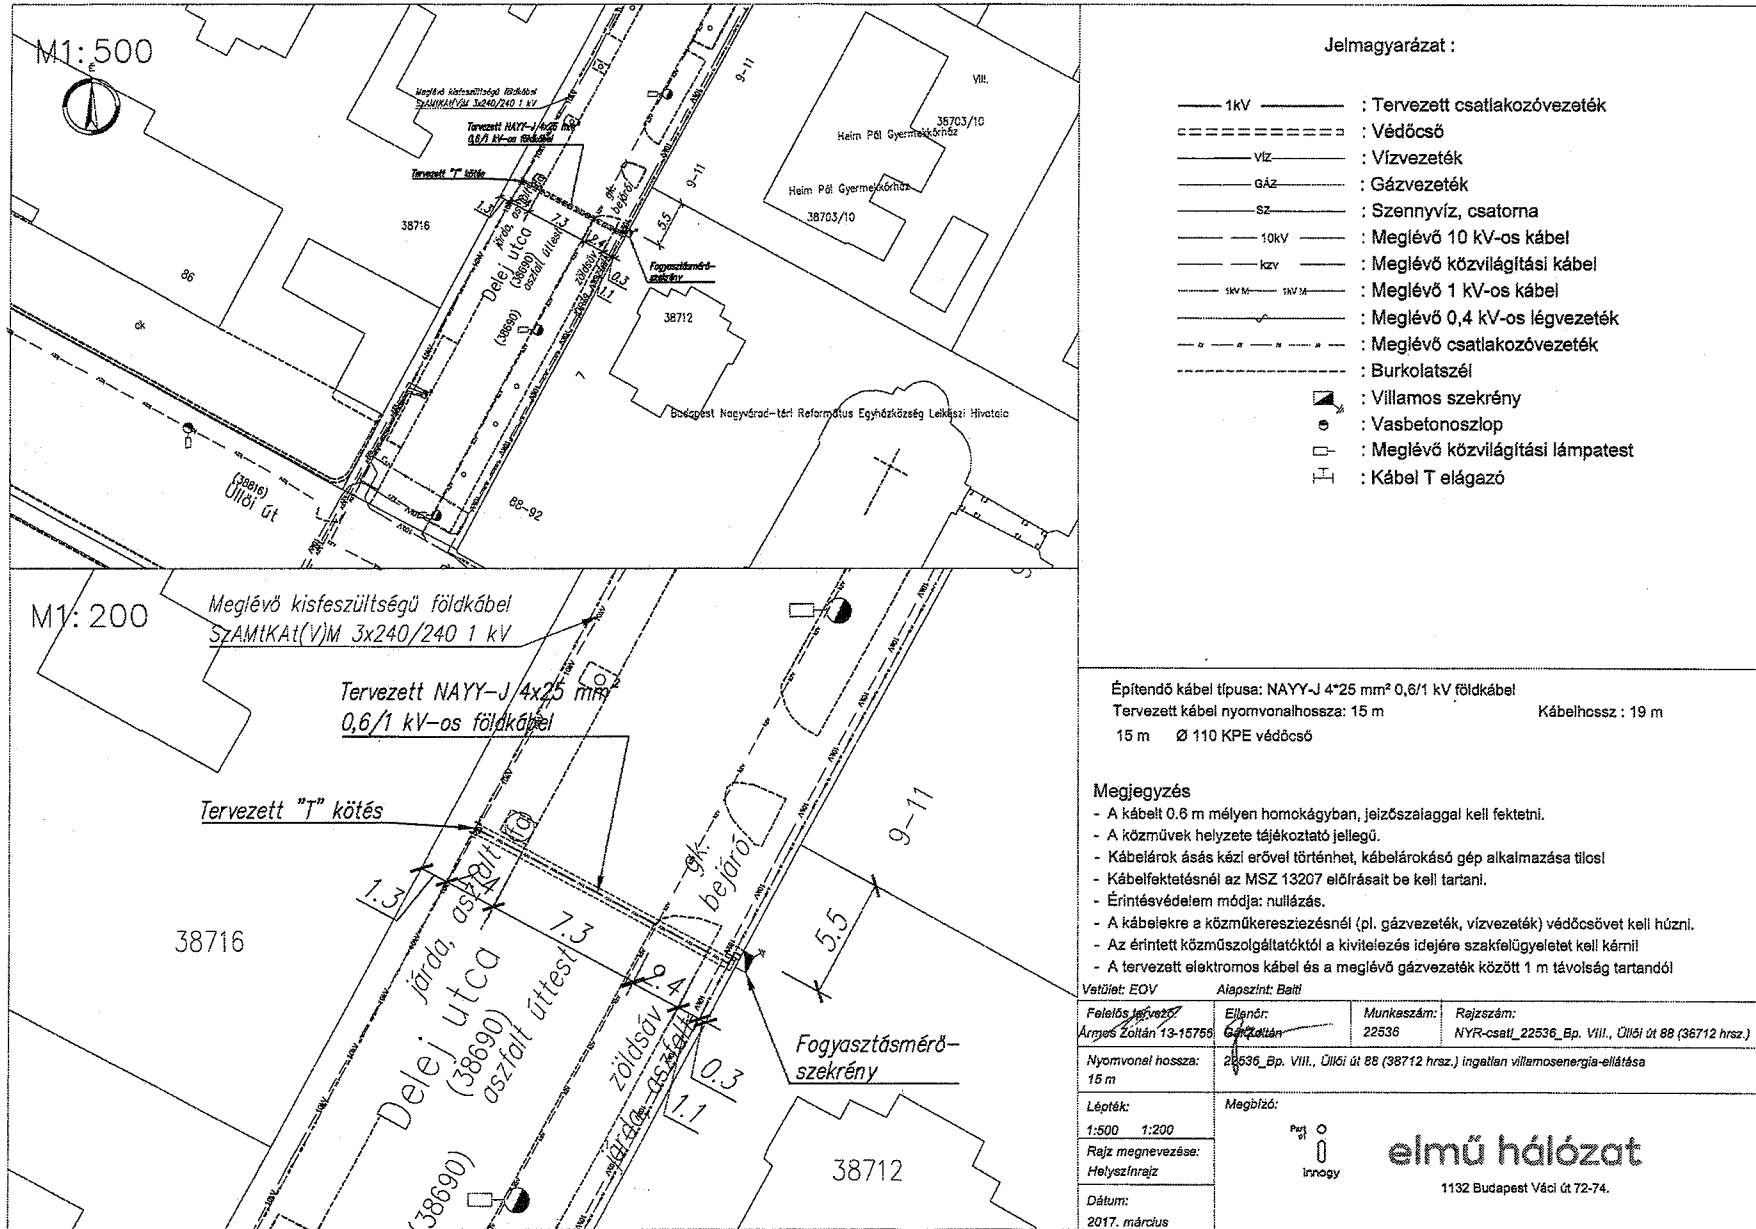 M1:500
É
Meglévő kisfeszültségű földkábel
SzAMtKAt(V)M 3x240/240 1 kV
Tervezett NAYY-J 4x25 mm²
0,6/1 kV-os földkábel
Tervezett "T" kötés
38716
86
ck
1.3
7.3
2.4
0.3
1.1
5.5
járda, aszfalt
Delej utca
(38690)
aszfalt úttest
zöldsáv
járda aszfalt
gk. bejáró
(38690)
Fogyasztásmérő-
szekrény
9-11
9-11
VIII.
38703/10
Heim Pál Gyermekkórház
Heim Pál Gyermekkórház
38703/10
38712
7
Budapest Nagyvárad-téri Református Egyházközség Lelkészi Hivatala
88-92
(38816)
Üllői út
M1:200
Meglévő kisfeszültségű földkábel
SzAMtKAt(V)M 3x240/240 1 kV
Tervezett NAYY-J 4x25 mm²
0,6/1 kV-os földkábel
Tervezett "T" kötés
38716
1.3
7.3
2.4
0.3
1.1
5.5
járda, aszfalt
fa
Delej utca
(38690)
aszfalt úttest
zöldsáv
járda aszfalt
gk.
bejáró
9-11
Fogyasztásmérő-
szekrény
38712
(38690)
Jelmagyarázat :
1kV : Tervezett csatlakozóvezeték
: Védőcső
VÍZ : Vízvezeték
GÁZ : Gázvezeték
SZ : Szennyvíz, csatorna
10kV : Meglévő 10 kV-os kábel
kzv : Meglévő közvilágítási kábel
1kV M 1kV M : Meglévő 1 kV-os kábel
: Meglévő 0,4 kV-os légvezeték
: Meglévő csatlakozóvezeték
: Burkolatszél
: Villamos szekrény
: Vasbetonoszlop
: Meglévő közvilágítási lámpatest
T : Kábel T elágazó
Építendő kábel típusa: NAYY-J 4*25 mm² 0,6/1 kV földkábel
Tervezett kábel nyomvonalhossza: 15 m Kábelhossz : 19 m
15 m Ø 110 KPE védőcső
Megjegyzés
- A kábelt 0.6 m mélyen homokágyban, jelzőszalaggal kell fektetni.
- A közművek helyzete tájékoztató jellegű.
- Kábelárok ásás kézi erővel történhet, kábelárokásó gép alkalmazása tilos!
- Kábelfektetésnél az MSZ 13207 előírásait be kell tartani.
- Érintésvédelem módja: nullázás.
- A kábelekre a közműkeresztezésnél (pl. gázvezeték, vízvezeték) védőcsövet kell húzni.
- Az érintett közműszolgáltatóktól a kivitelezés idejére szakfelügyeletet kell kérni!
- A tervezett elektromos kábel és a meglévő gázvezeték között 1 m távolság tartandó!
Vetület: EOV Alapszint: Balti
Felelős tervező: Ellenőr: Munkaszám: Rajzszám:
Ármos Zoltán 13-15755 Zoltán 22536 NYR-csatl_22536_Bp. VIII., Üllői út 88 (38712 hrsz.)
Nyomvonal hossza: 22536_Bp. VIII., Üllői út 88 (38712 hrsz.) ingatlan villamosenergia-ellátása
15 m
Lépték: Megbízó:
1:500 1:200
Part of
innogy
elmű hálózat
1132 Budapest Váci út 72-74.
Rajz megnevezése:
Helyszínrajz
Dátum:
2017. március